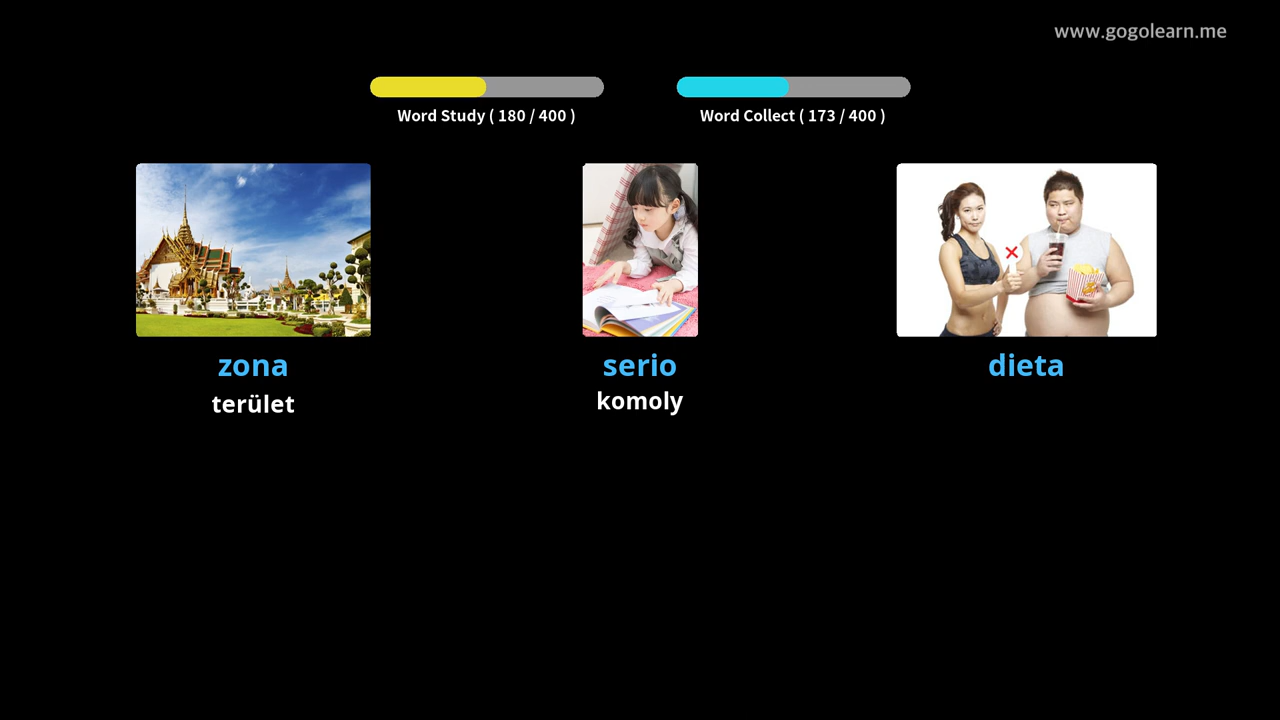 www.gogolearn.me
Word Study ( 180 / 400 )
Word Collect ( 173 / 400 )
zona
terület
serio
komoly
dieta